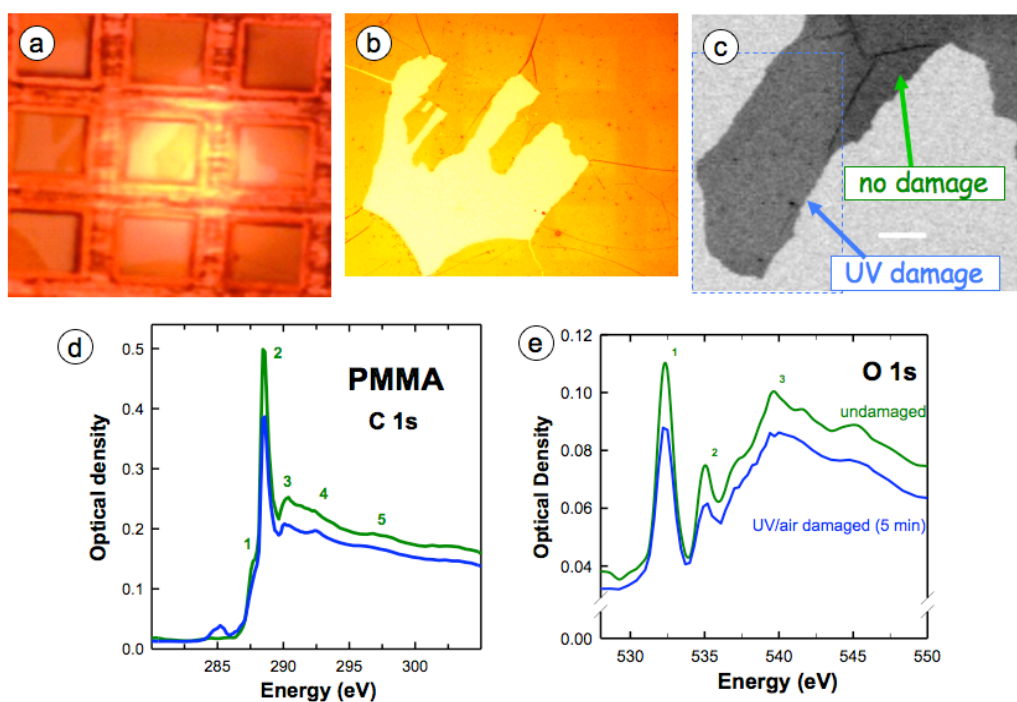 a
b
c
no damage
UV damage
d
PMMA
C 1s
1
2
3
4
5
0.5
0.4
0.3
0.2
0.1
0.0
Optical density
285
290
295
300
Energy (eV)
e
O 1s
1
2
3
undamaged
UV/air damaged (5 min)
0.12
0.10
0.08
0.06
0.04
0.00
Optical Density
530
535
540
545
550
Energy (eV)